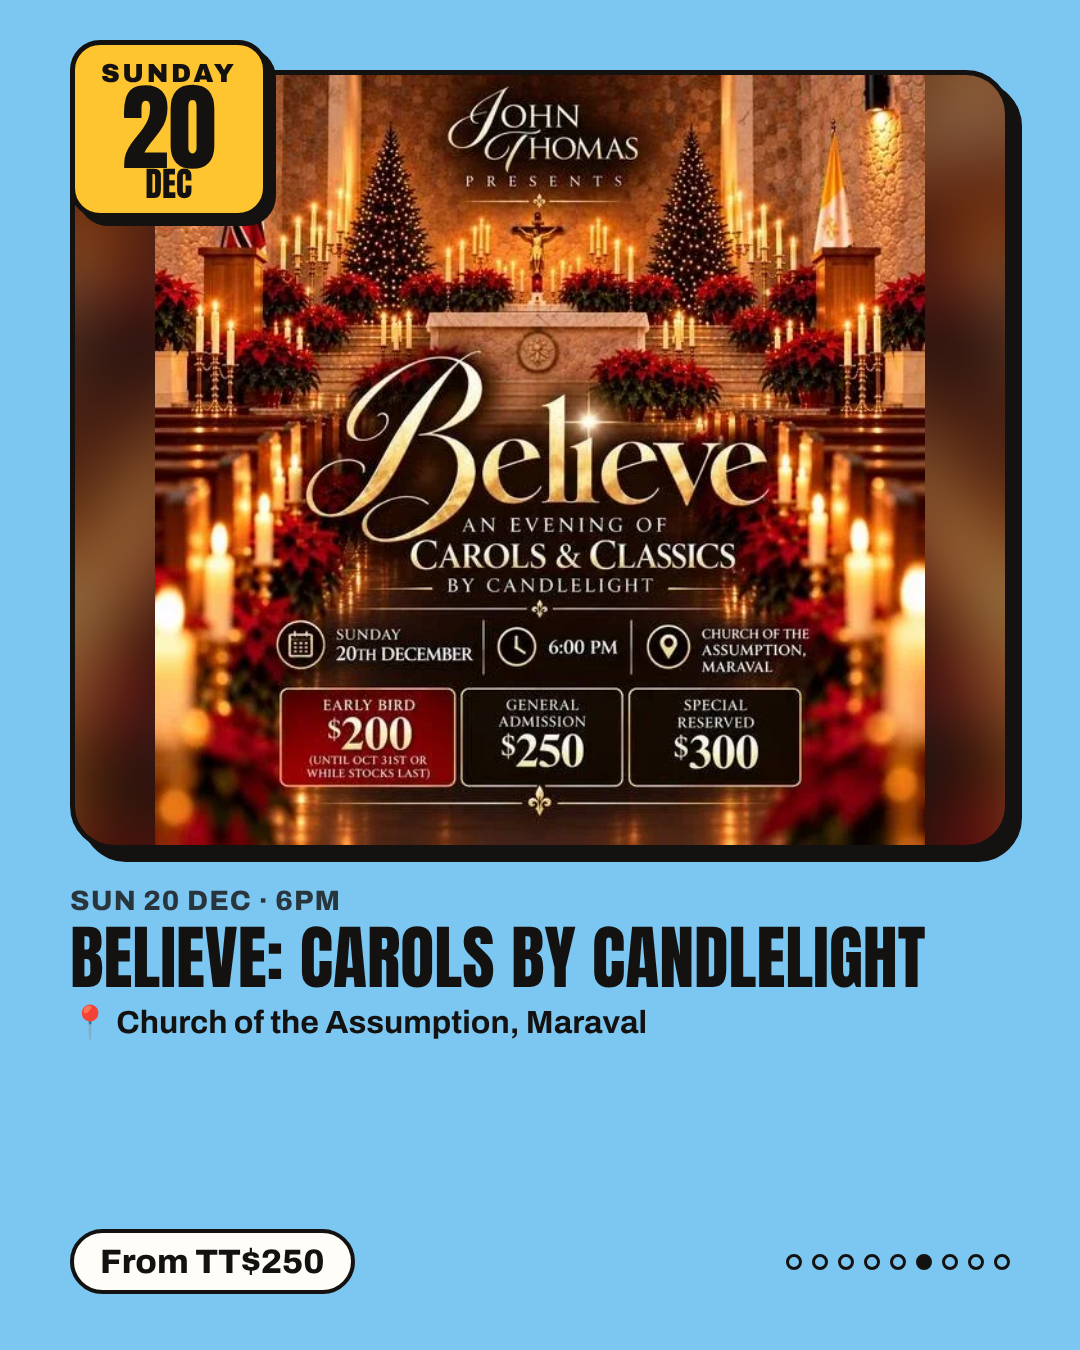 SUNDAY
20
DEC
JOHN
THOMAS
PRESENTS
Believe
AN EVENING OF
CAROLS & CLASSICS
BY CANDLELIGHT
SUNDAY
20TH DECEMBER
6:00 PM
CHURCH OF THE
ASSUMPTION,
MARAVAL
EARLY BIRD
$200
(UNTIL OCT 31ST OR
WHILE STOCKS LAST)
GENERAL
ADMISSION
$250
SPECIAL
RESERVED
$300
SUN 20 DEC · 6PM
BELIEVE: CAROLS BY CANDLELIGHT
📍 Church of the Assumption, Maraval
From TT$250